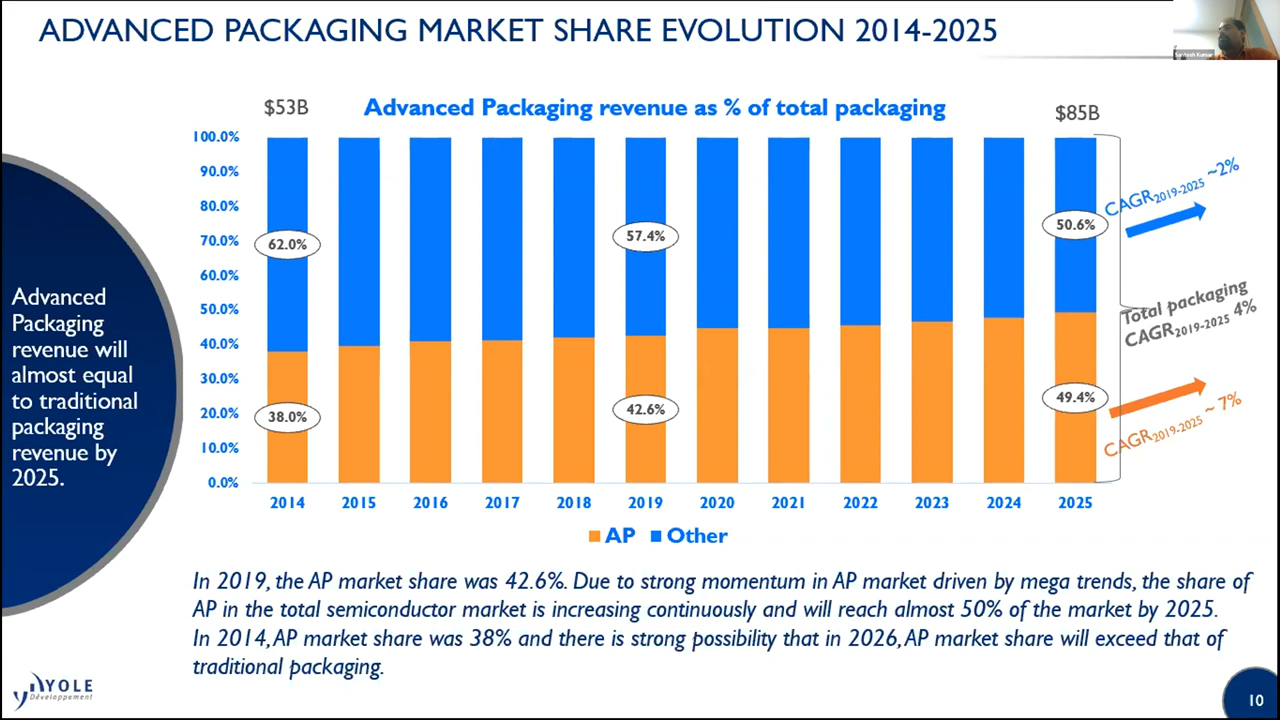 ADVANCED PACKAGING MARKET SHARE EVOLUTION 2014-2025
Santosh Kumar
$53B
Advanced Packaging revenue as % of total packaging
$85B
100.0%
90.0%
80.0%
70.0%
60.0%
50.0%
40.0%
30.0%
20.0%
10.0%
0.0%
62.0%
57.4%
50.6%
38.0%
42.6%
49.4%
CAGR2019-2025 ~2%
Total packaging
CAGR2019-2025 4%
CAGR2019-2025 ~ 7%
2014 2015 2016 2017 2018 2019 2020 2021 2022 2023 2024 2025
AP Other
Advanced
Packaging
revenue will
almost equal
to traditional
packaging
revenue by
2025.
In 2019, the AP market share was 42.6%. Due to strong momentum in AP market driven by mega trends, the share of
AP in the total semiconductor market is increasing continuously and will reach almost 50% of the market by 2025.
In 2014, AP market share was 38% and there is strong possibility that in 2026, AP market share will exceed that of
traditional packaging.
YOLE
Développement
10